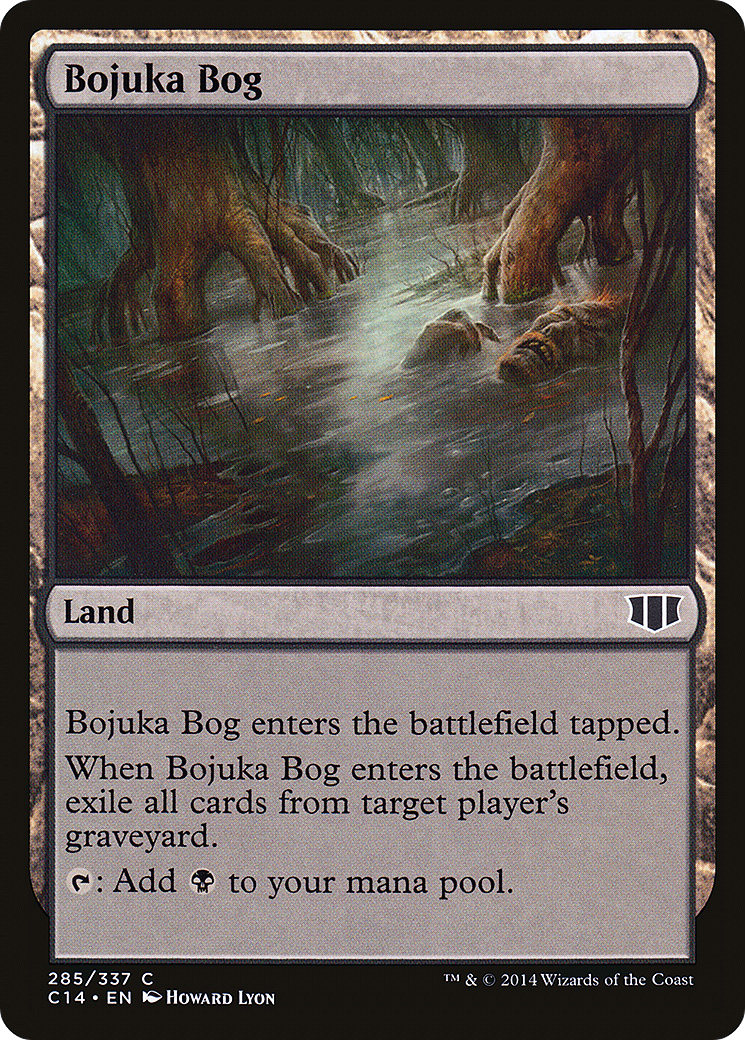 Bojuka Bog
Land
Bojuka Bog enters the battlefield tapped.
When Bojuka Bog enters the battlefield,
exile all cards from target player's
graveyard.
: Add to your mana pool.
285/337 C
™ & © 2014 Wizards of the Coast
C14 • EN Howard Lyon